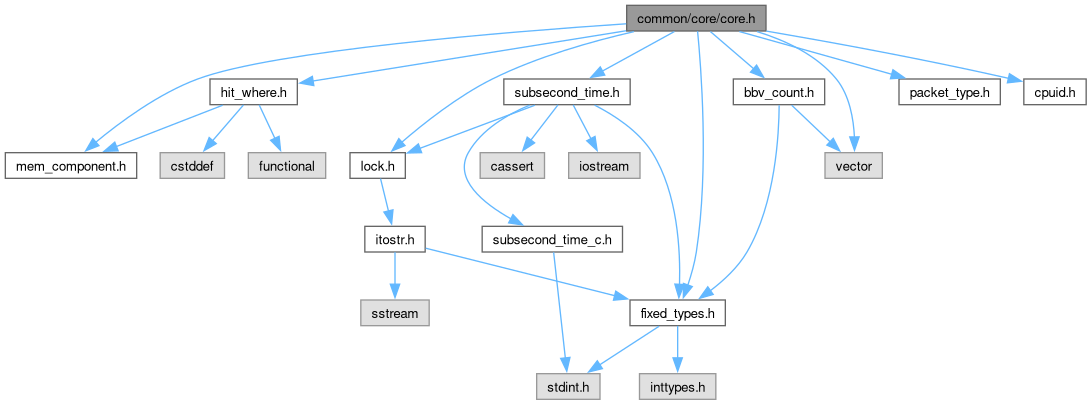 common/core/core.h
hit_where.h
subsecond_time.h
bbv_count.h
packet_type.h
cpuid.h
mem_component.h
cstddef
functional
lock.h
cassert
iostream
vector
itostr.h
subsecond_time_c.h
sstream
fixed_types.h
stdint.h
inttypes.h